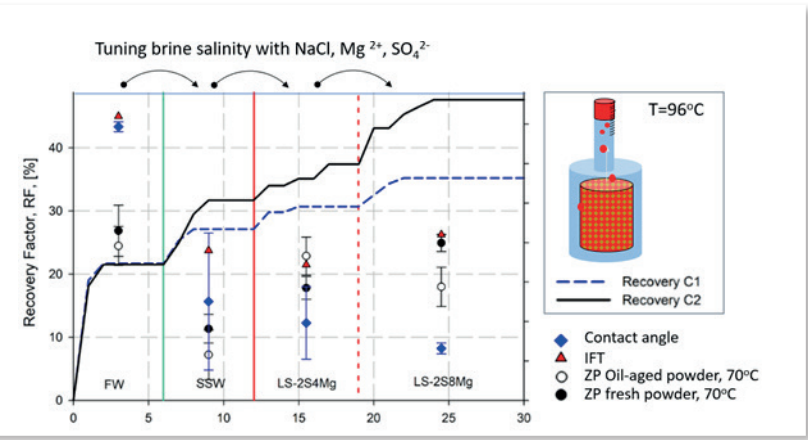 Tuning brine salinity with NaCl, Mg ²⁺, SO₄²⁻
Recovery Factor, RF, [%]
40
30
20
10
0
FW
SSW
LS-2S4Mg
LS-2S8Mg
0
5
10
15
20
25
30
T=96°C
Recovery C1
Recovery C2
Contact angle
IFT
ZP Oil-aged powder, 70°C
ZP fresh powder, 70°C